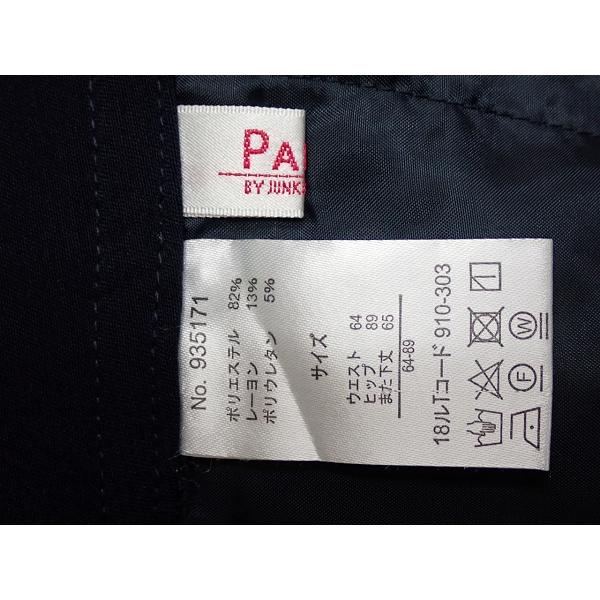 PA
BY JUNK
No. 935171
ポリエステル 82%
レーヨン 13%
ポリウレタン 5%
サイズ
ウエスト 64
ヒップ 89
また下丈 65
64-89
18ルTコード 910-303
F
W